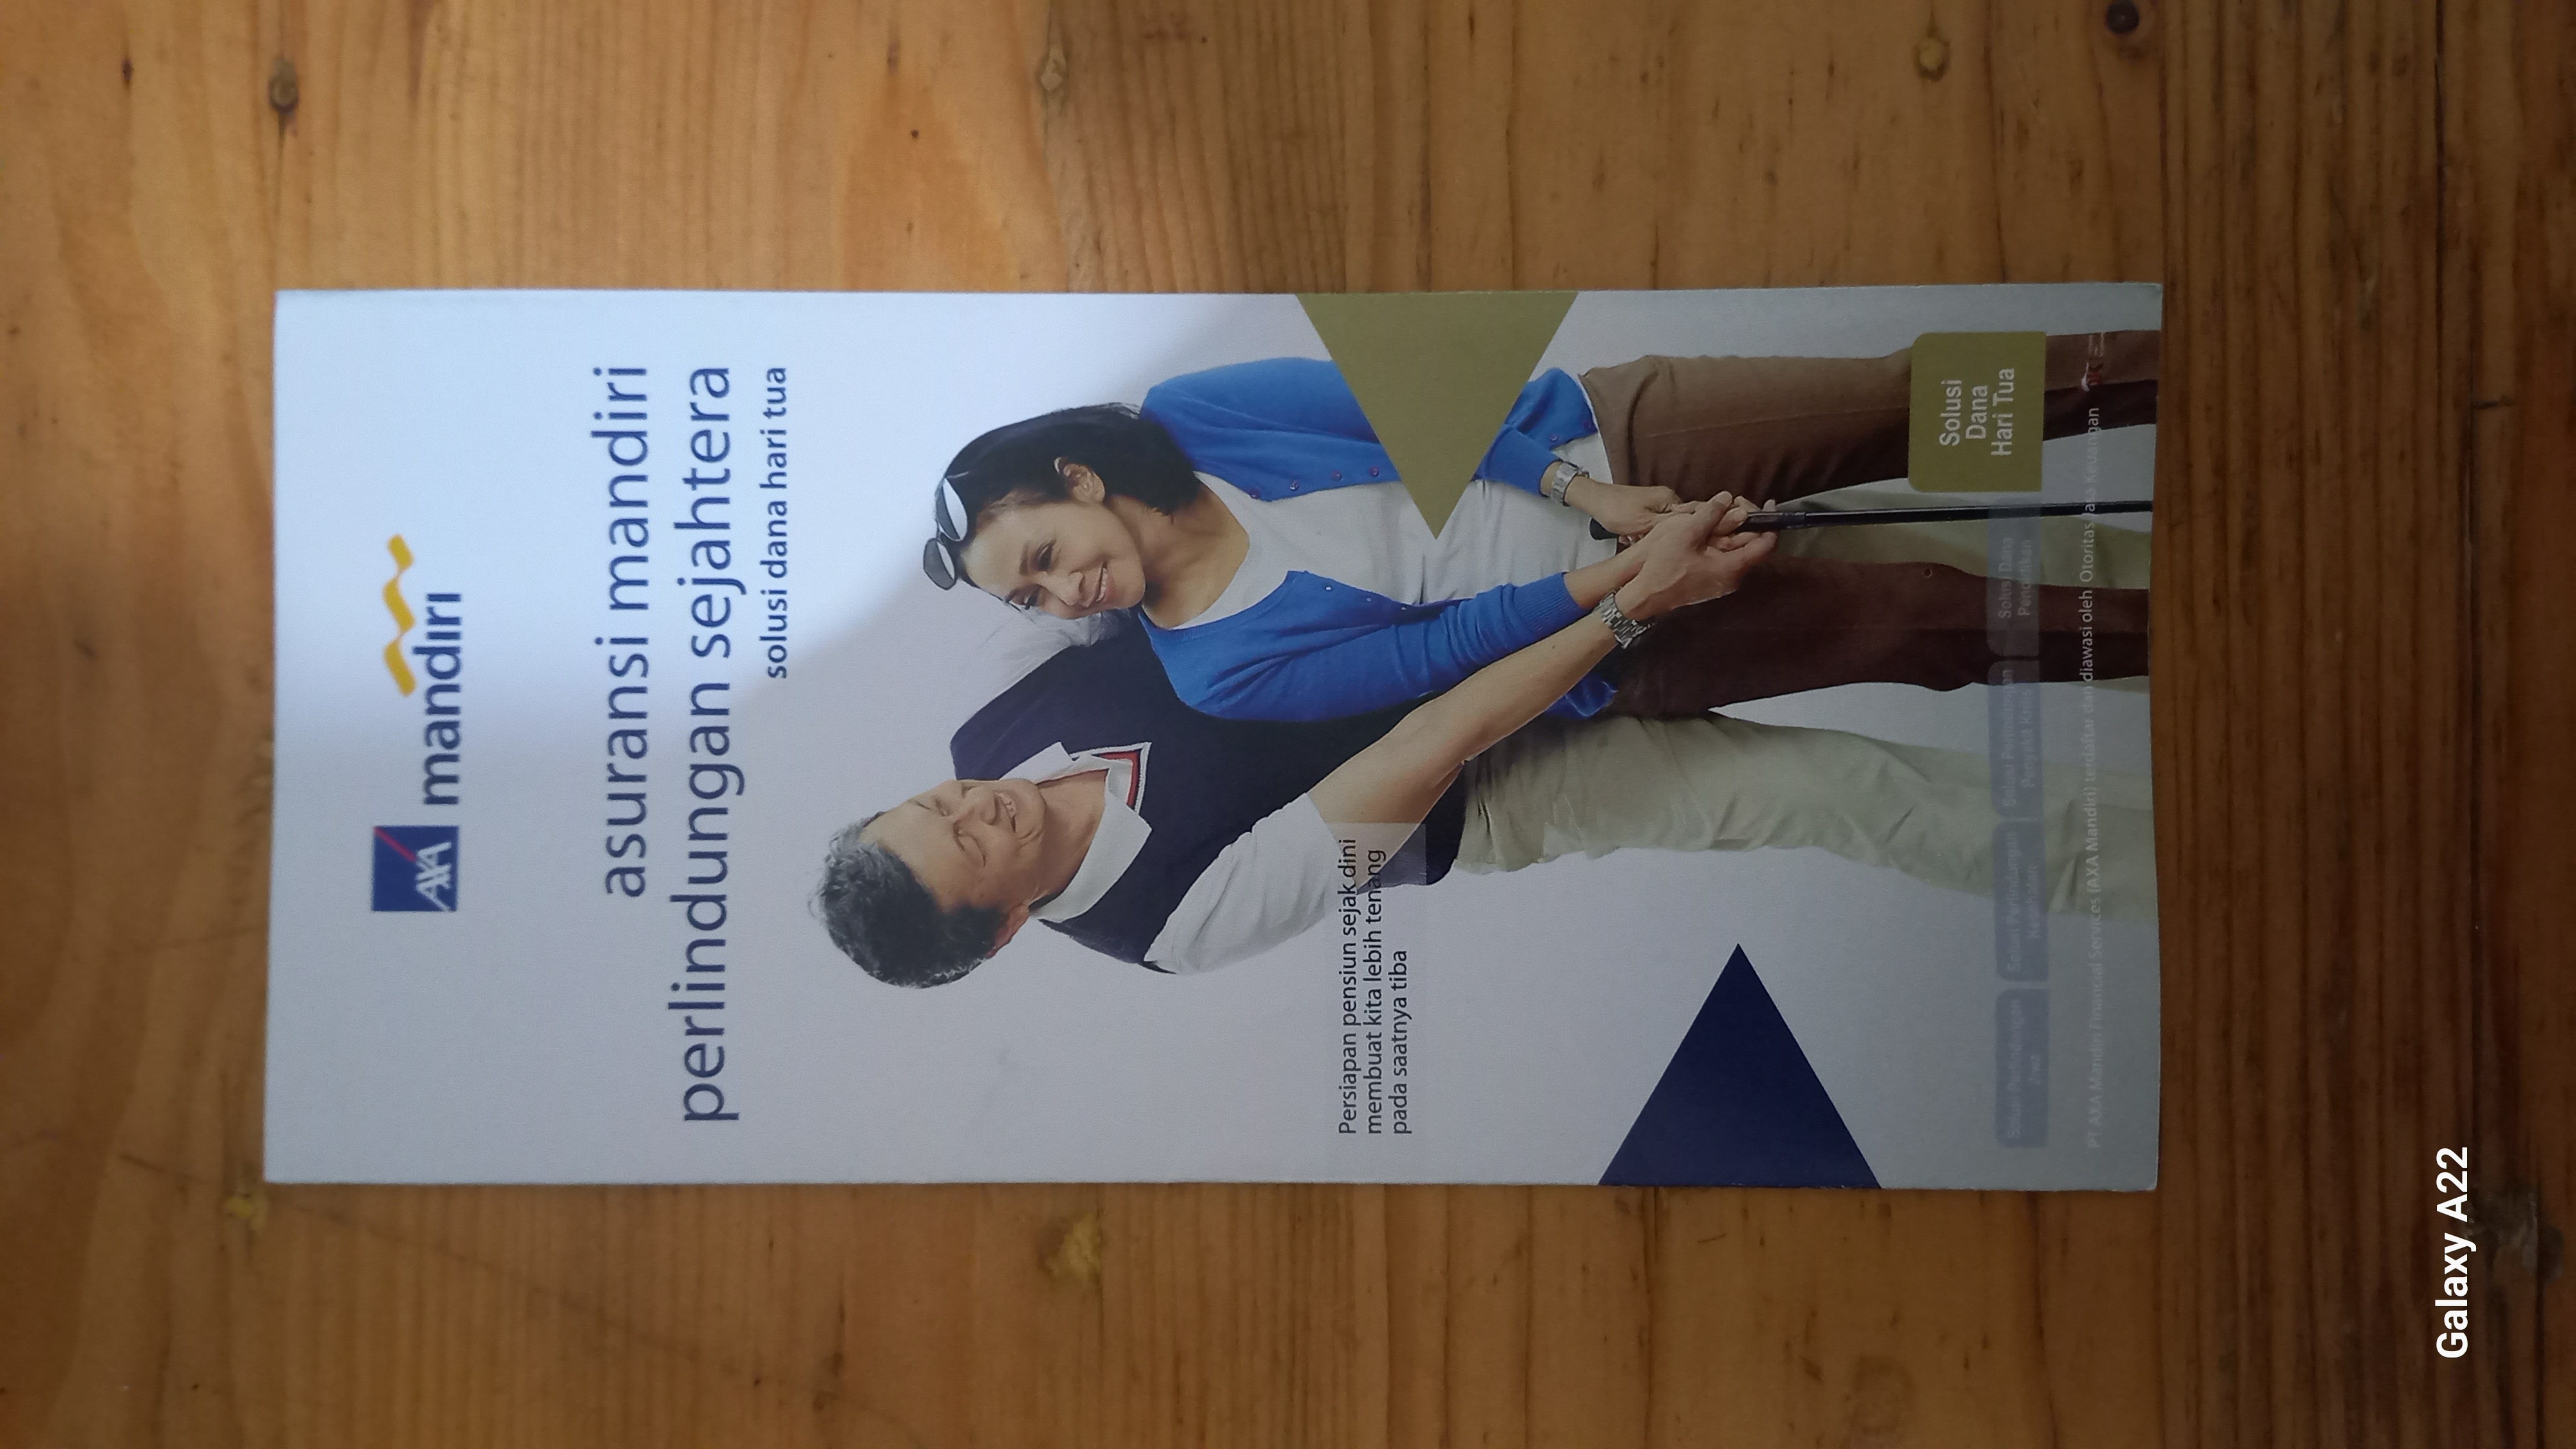 AXA mandiri
asuransi mandiri
perlindungan sejahtera
solusi dana hari tua
Persiapan pensiun sejak dini
membuat kita lebih tenang
pada saatnya tiba
Solusi Perlindungan
Jiwa
Solusi Perlindungan
Kesehatan
Solusi Perlindungan
Penyakit Kritis
Solusi Dana
Pendidikan
Solusi
Dana
Hari Tua
PT AXA Mandiri Financial Services (AXA Mandiri) terdaftar dan diawasi oleh Otoritas Jasa Keuangan
Galaxy A22